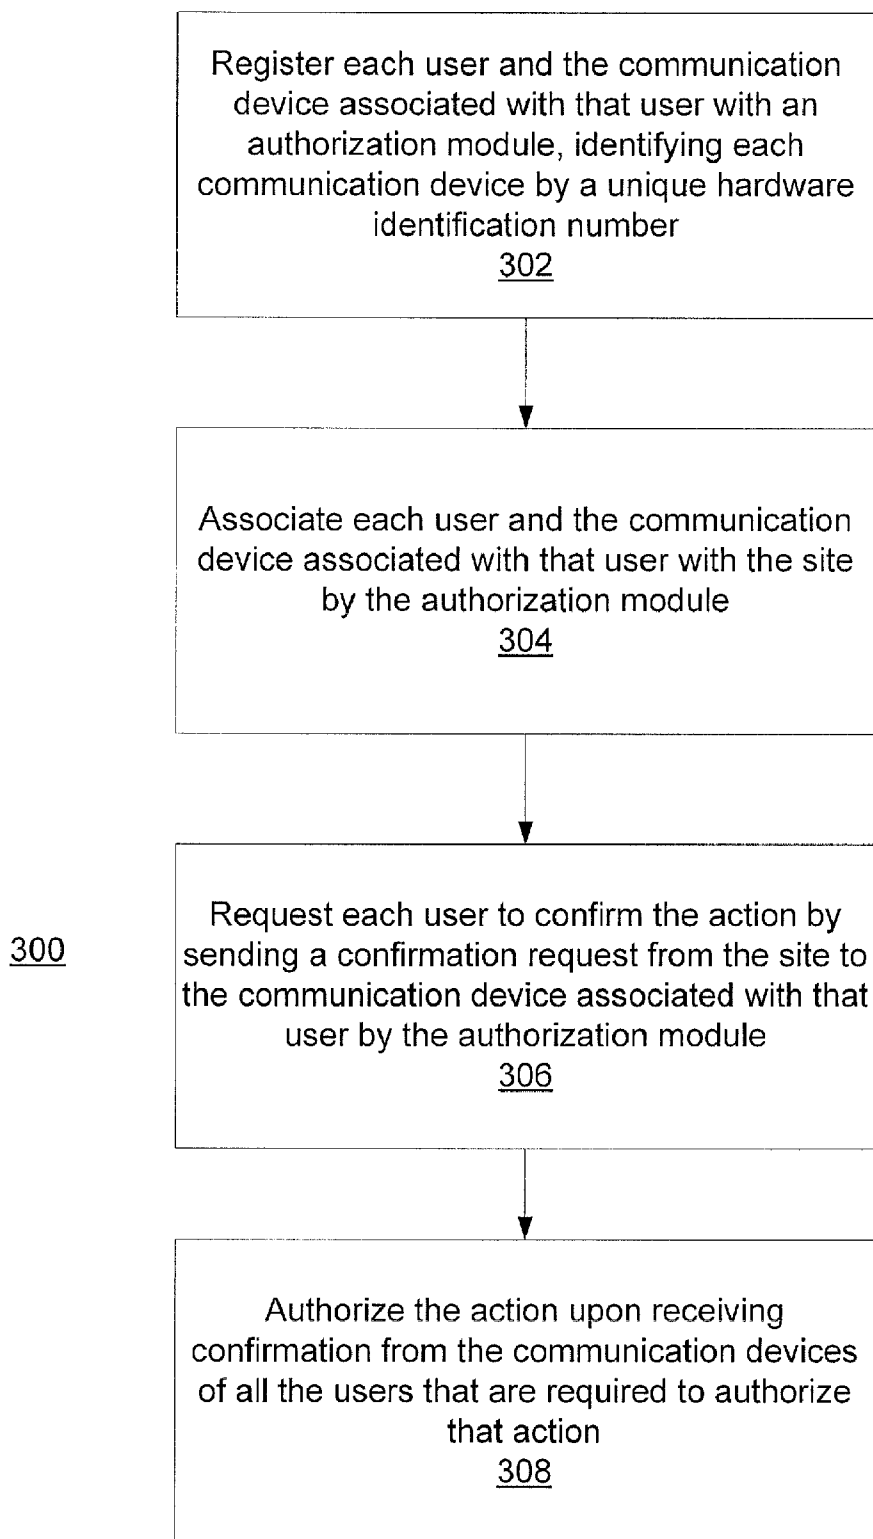 Register each user and the communication
device associated with that user with an
authorization module, identifying each
communication device by a unique hardware
identification number
302
Associate each user and the communication
device associated with that user with the site
by the authorization module
304
300
Request each user to confirm the action by
sending a confirmation request from the site to
the communication device associated with that
user by the authorization module
306
Authorize the action upon receiving
confirmation from the communication devices
of all the users that are required to authorize
that action
308